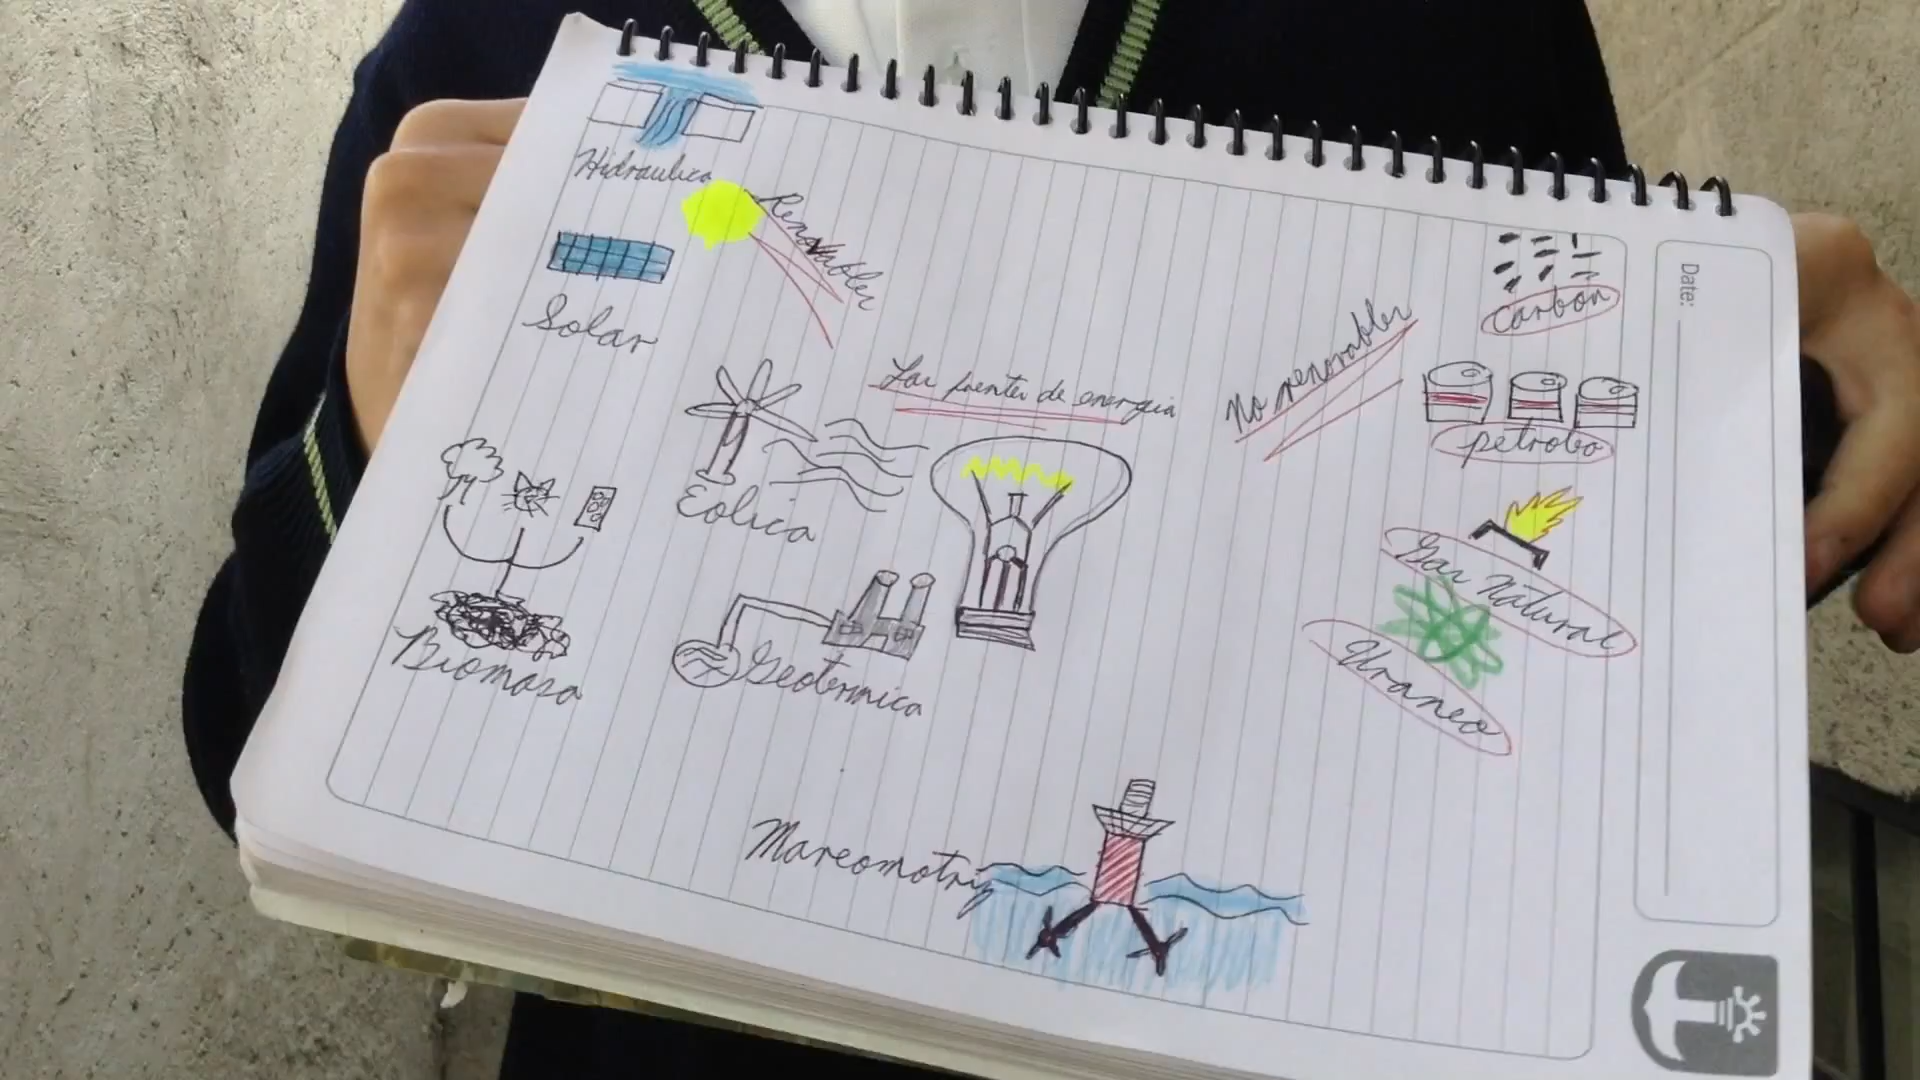 Hidraulica
Renovables
Solar
Las fuentes de energia
No renovables
Carbon
petroleo
Eolica
Gas Natural
Biomasa
Geotermica
Uraneo
Mareomotriz
Date: